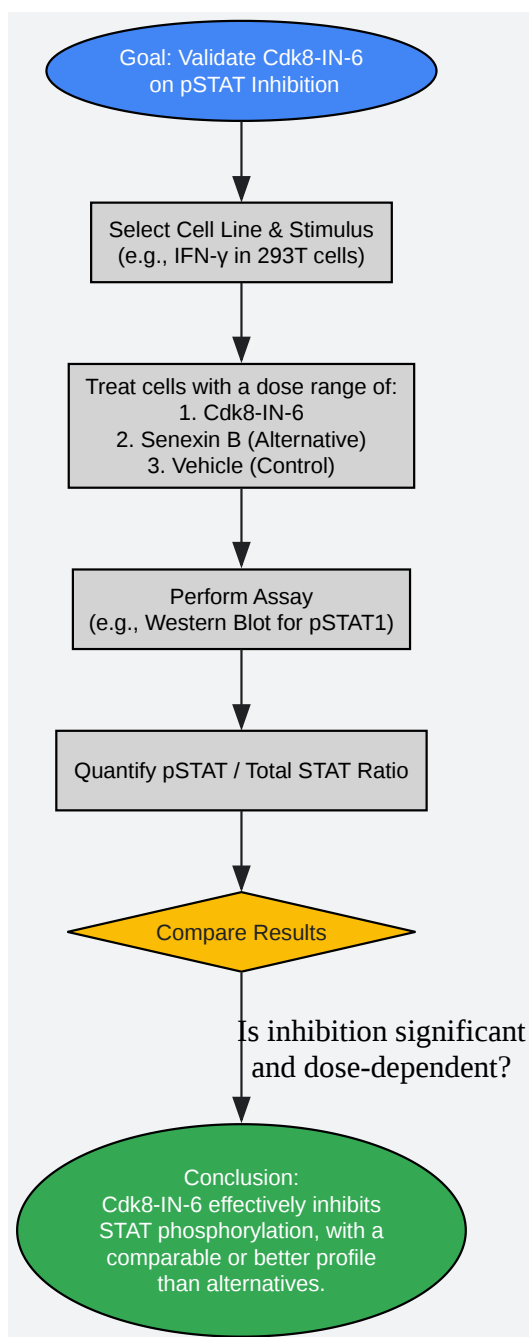 Goal: Validate Cdk8-IN-6
on pSTAT Inhibition
Select Cell Line & Stimulus
(e.g., IFN-γ in 293T cells)
Treat cells with a dose range of:
1. Cdk8-IN-6
2. Senexin B (Alternative)
3. Vehicle (Control)
Perform Assay
(e.g., Western Blot for pSTAT1)
Quantify pSTAT / Total STAT Ratio
Compare Results
Is inhibition significant
and dose-dependent?
Conclusion:
Cdk8-IN-6 effectively inhibits
STAT phosphorylation, with a
comparable or better profile
than alternatives.